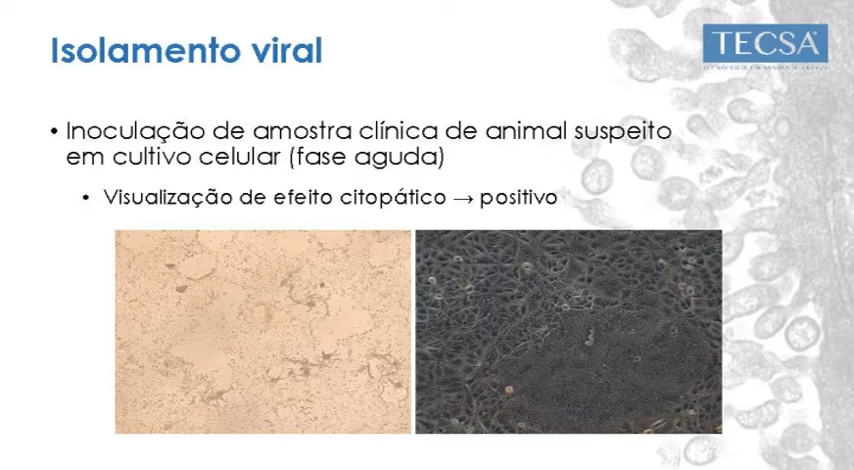 Isolamento viral
TECSA
• Inoculação de amostra clínica de animal suspeito
em cultivo celular (fase aguda)
• Visualização de efeito citopático → positivo